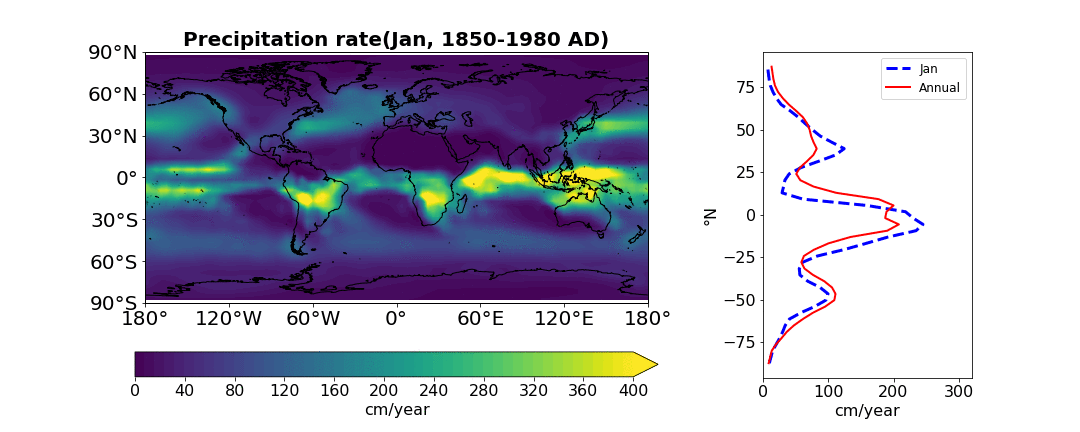 Precipitation rate(Jan, 1850-1980 AD)
90°N
60°N
30°N
0°
30°S
60°S
90°S
180° 120°W 60°W 0° 60°E 120°E 180°
0 40 80 120 160 200 240 280 320 360 400
cm/year
Jan
Annual
75
50
25
0
−25
−50
−75
°N
0 100 200 300
cm/year